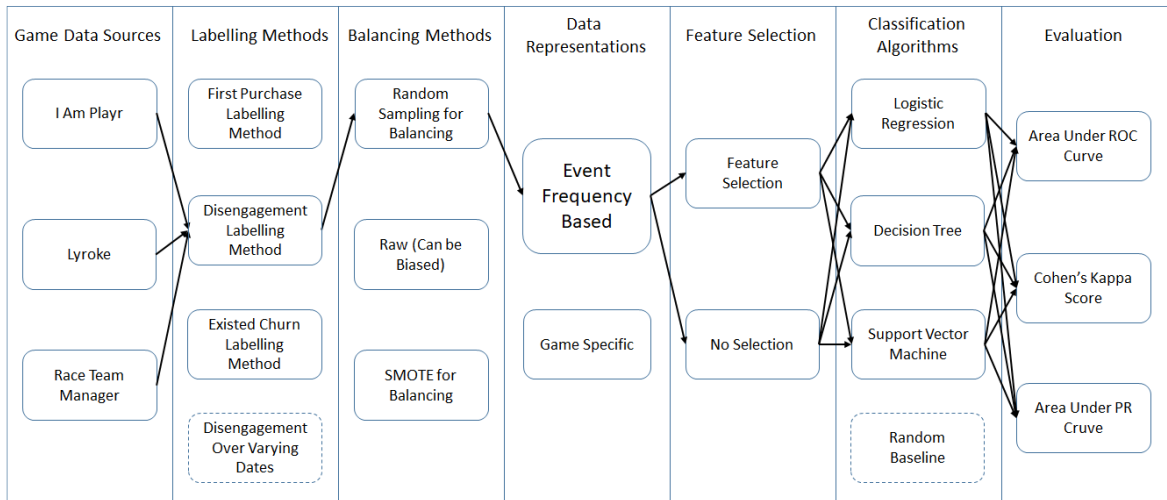 Game Data Sources
Labelling Methods
Balancing Methods
Data
Representations
Feature Selection
Classification
Algorithms
Evaluation
I Am Playr
Lyroke
Race Team
Manager
First Purchase
Labelling
Method
Disengagement
Labelling
Method
Existed Churn
Labelling
Method
Disengagement
Over Varying
Dates
Random
Sampling for
Balancing
Raw (Can be
Biased)
SMOTE for
Balancing
Event
Frequency
Based
Game Specific
Feature
Selection
No Selection
Logistic
Regression
Decision Tree
Support Vector
Machine
Random
Baseline
Area Under ROC
Curve
Cohen's Kappa
Score
Area Under PR
Cruve